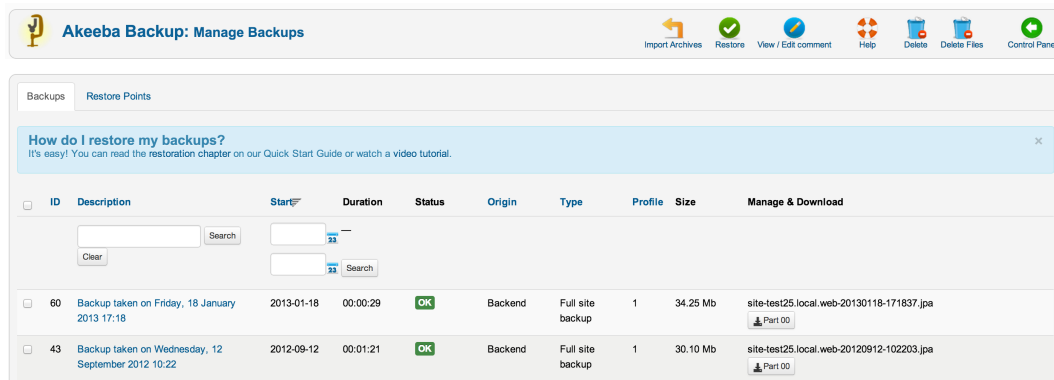 Akeeba Backup: Manage Backups
Import Archives Restore View / Edit comment Help Delete Delete Files Control Pane
Backups Restore Points
How do I restore my backups? ×
It's easy! You can read the restoration chapter on our Quick Start Guide or watch a video tutorial.
ID Description Start Duration Status Origin Type Profile Size Manage & Download
Search 23 —
Clear 23 Search
60 Backup taken on Friday, 18 January 2013-01-18 00:00:29 OK Backend Full site 1 34.25 Mb site-test25.local.web-20130118-171837.jpa
2013 17:18 backup Part 00
43 Backup taken on Wednesday, 12 2012-09-12 00:01:21 OK Backend Full site 1 30.10 Mb site-test25.local.web-20120912-102203.jpa
September 2012 10:22 backup Part 00